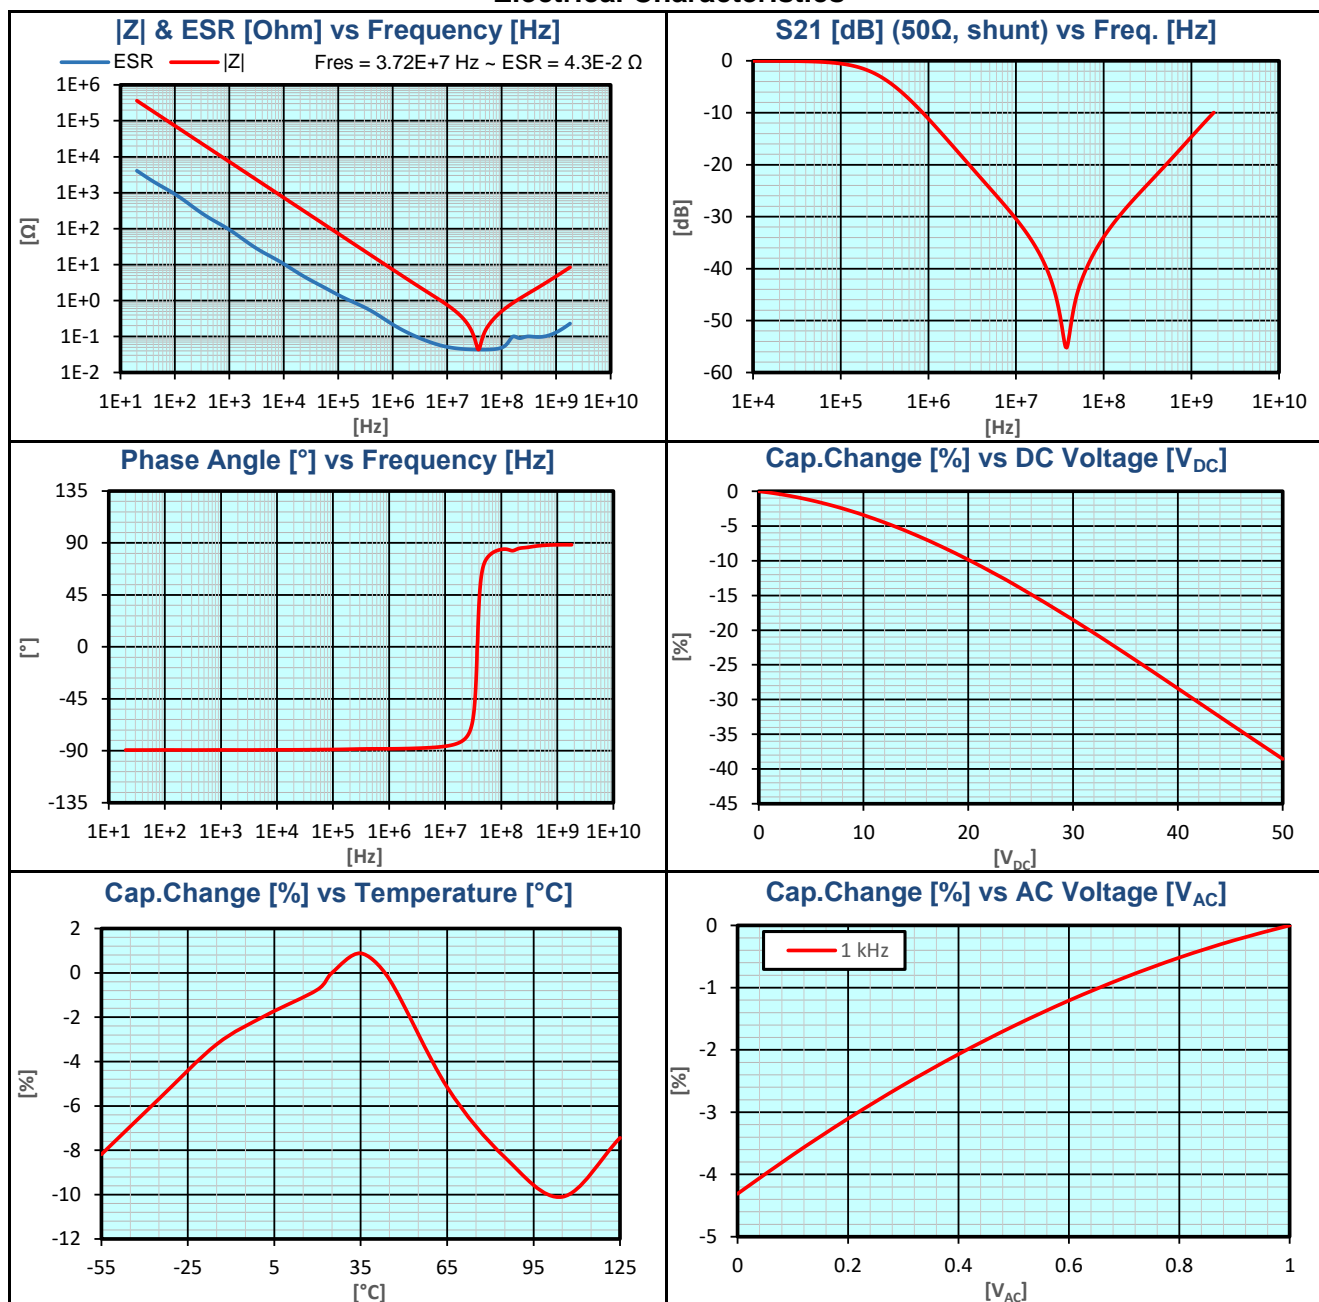 Electrical Characteristics
|Z| & ESR [Ohm] vs Frequency [Hz]
ESR |Z| Fres = 3.72E+7 Hz ~ ESR = 4.3E-2 Ω
1E+6
1E+5
1E+4
1E+3
1E+2
1E+1
1E+0
1E-1
1E-2
[Ω]
1E+1 1E+2 1E+3 1E+4 1E+5 1E+6 1E+7 1E+8 1E+9 1E+10
[Hz]
S21 [dB] (50Ω, shunt) vs Freq. [Hz]
0
-10
-20
-30
-40
-50
-60
[dB]
1E+4 1E+5 1E+6 1E+7 1E+8 1E+9 1E+10
[Hz]
Phase Angle [°] vs Frequency [Hz]
135
90
45
0
-45
-90
-135
[°]
1E+1 1E+2 1E+3 1E+4 1E+5 1E+6 1E+7 1E+8 1E+9 1E+10
[Hz]
Cap.Change [%] vs DC Voltage [VDC]
0
-5
-10
-15
-20
-25
-30
-35
-40
-45
[%]
0 10 20 30 40 50
[VDC]
Cap.Change [%] vs Temperature [°C]
2
0
-2
-4
-6
-8
-10
-12
[%]
-55 -25 5 35 65 95 125
[°C]
Cap.Change [%] vs AC Voltage [VAC]
1 kHz
0
-1
-2
-3
-4
-5
[%]
0 0.2 0.4 0.6 0.8 1
[VAC]